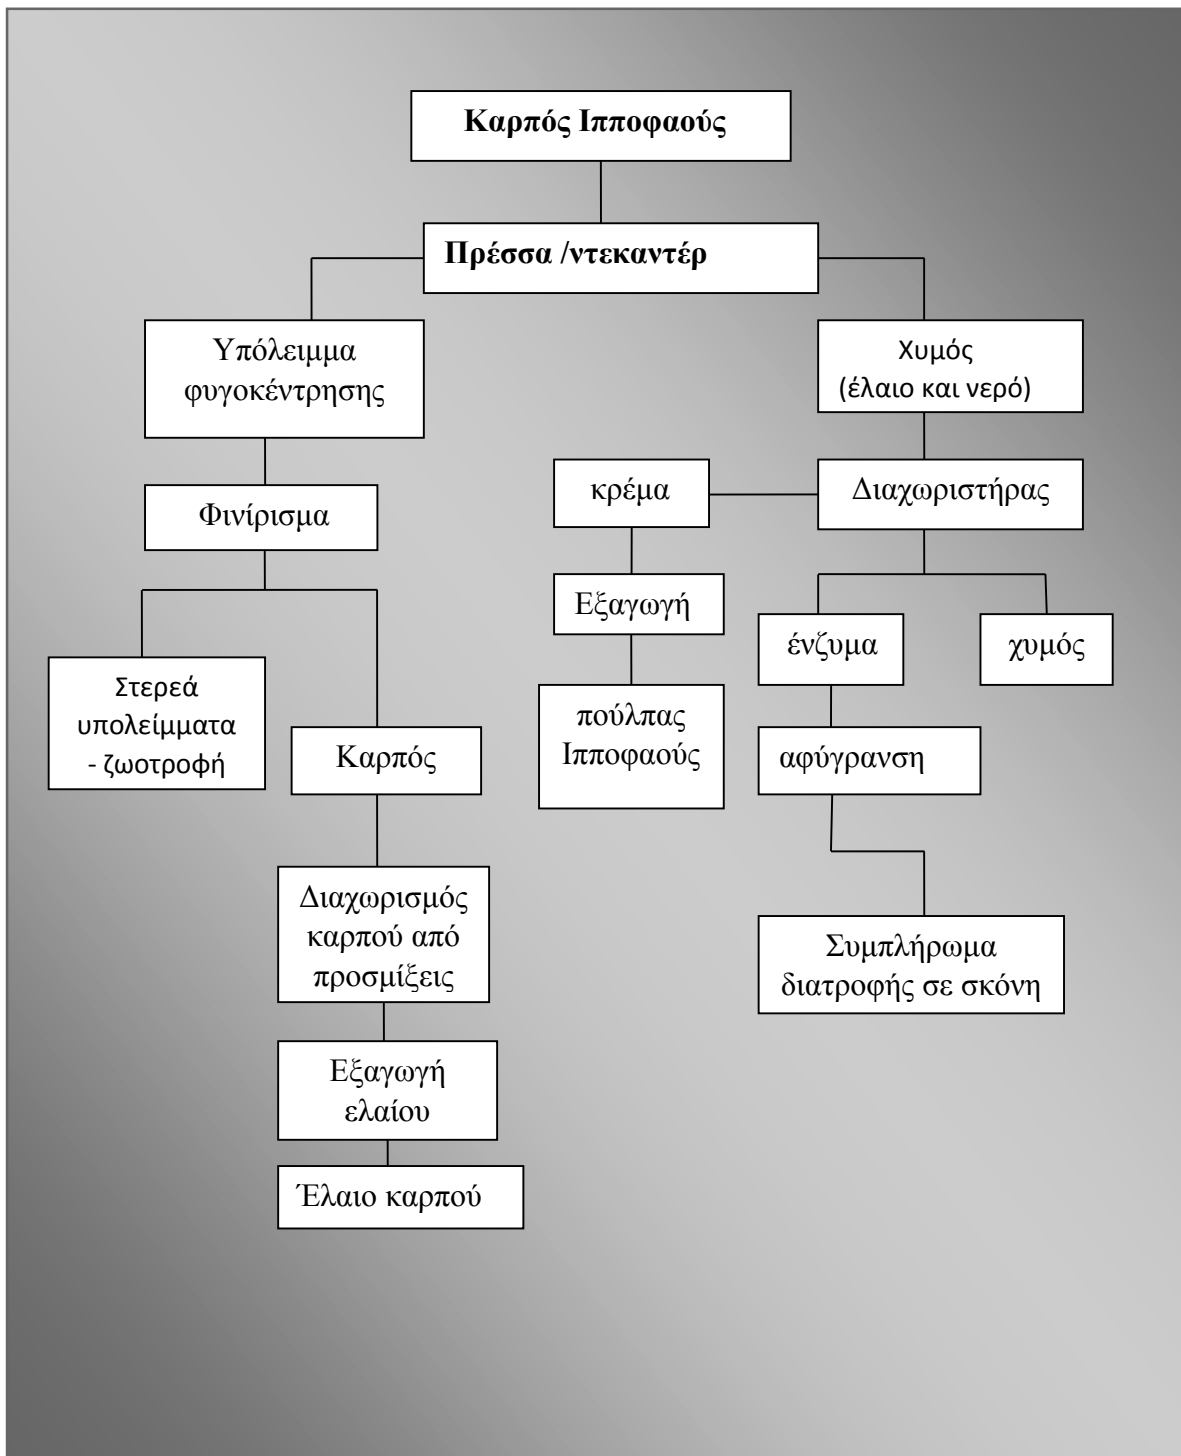 Καρπός Ιπποφαούς
Πρέσσα /ντεκαντέρ
Υπόλειμμα
φυγοκέντρησης
Χυμός
(έλαιο και νερό)
κρέμα
Διαχωριστήρας
Φινίρισμα
Εξαγωγή
ένζυμα
χυμός
Στερεά
υπολείμματα
- ζωοτροφή
Καρπός
πούλπας
Ιπποφαούς
αφύγρανση
Διαχωρισμός
καρπού από
προσμίξεις
Συμπλήρωμα
διατροφής σε σκόνη
Εξαγωγή
ελαίου
Έλαιο καρπού